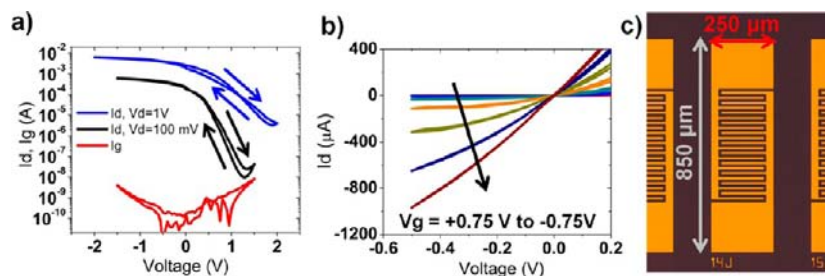 a)
Id, Ig (A)
10⁻²
10⁻³
10⁻⁴
10⁻⁵
10⁻⁶
10⁻⁷
10⁻⁸
10⁻⁹
10⁻¹⁰
Id, Vd=1V
Id, Vd=100 mV
Ig
-2 -1 0 1 2
Voltage (V)
b)
Id (μA)
400
0
-400
-800
-1200
Vg = +0.75 V to -0.75V
-0.6 -0.4 -0.2 0.0 0.2
Voltage (V)
c)
250 μm
850 μm
14J
15